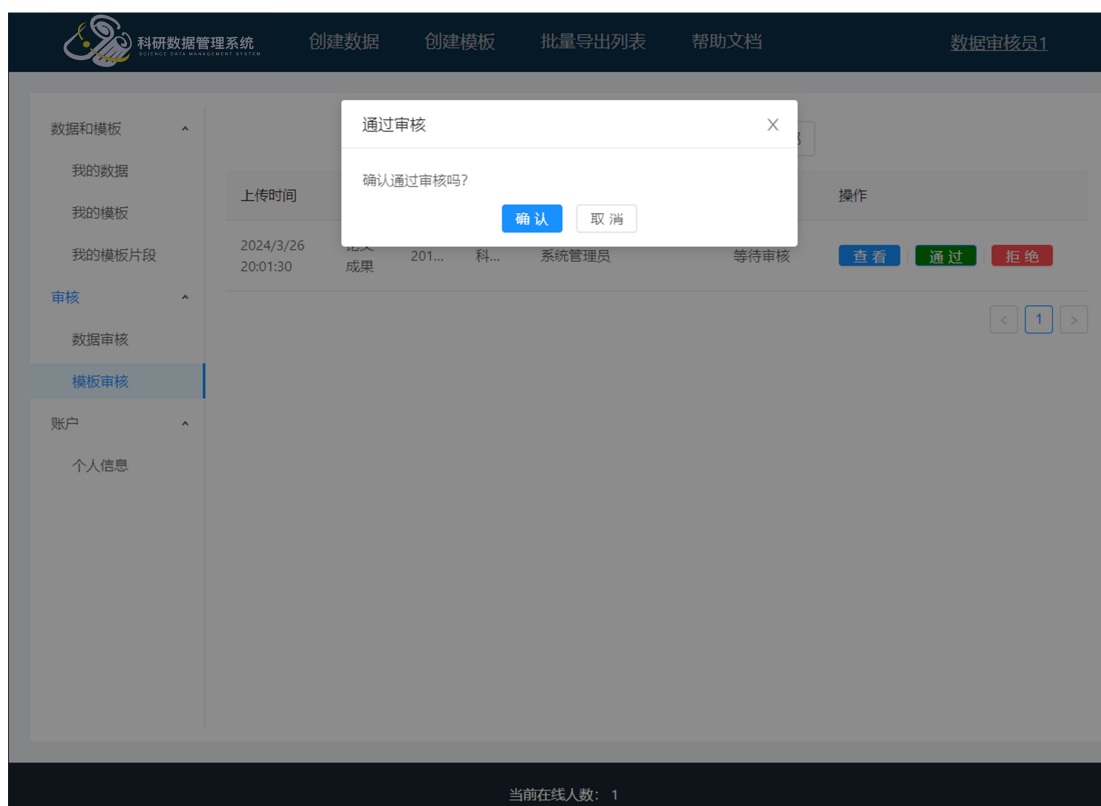 科研数据管理系统
SCIENCE DATA MANAGEMENT SYSTEM
创建数据 创建模板 批量导出列表 帮助文档 数据审核员1
数据和模板
我的数据
我的模板
我的模板片段
审核
数据审核
模板审核
账户
个人信息
通过审核
确认通过审核吗?
确认 取消
上传时间 操作
2024/3/26
20:01:30
成果
201... 科... 系统管理员 等待审核 查看 通过 拒绝
< 1 >
当前在线人数: 1